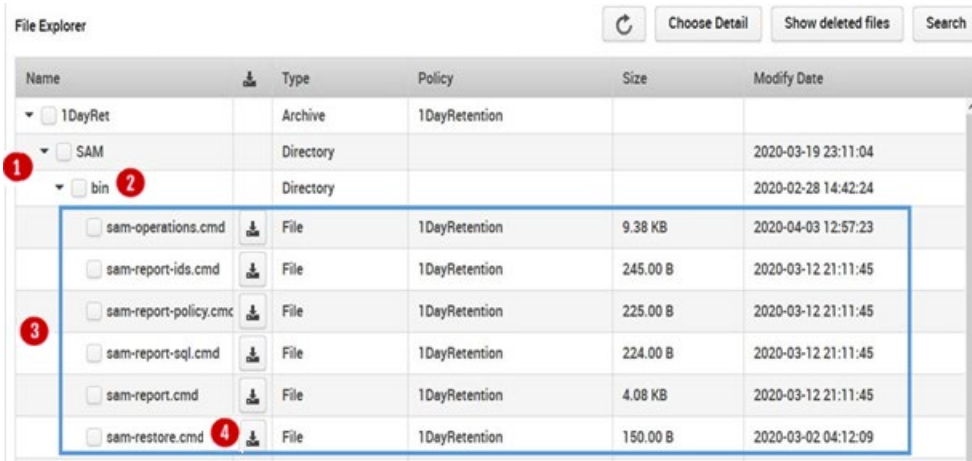 File Explorer Choose Detail Show deleted files Search
Name Type Policy Size Modify Date
1DayRet Archive 1DayRetention
1 SAM Directory 2020-03-19 23:11:04
bin 2 Directory 2020-02-28 14:42:24
sam-operations.cmd File 1DayRetention 9.38 KB 2020-04-03 12:57:23
sam-report-ids.cmd File 1DayRetention 245.00 B 2020-03-12 21:11:45
3 sam-report-policy.cmc File 1DayRetention 225.00 B 2020-03-12 21:11:45
sam-report-sql.cmd File 1DayRetention 224.00 B 2020-03-12 21:11:45
sam-report.cmd File 1DayRetention 4.08 KB 2020-03-12 21:11:45
sam-restore.cmd 4 File 1DayRetention 150.00 B 2020-03-02 04:12:09